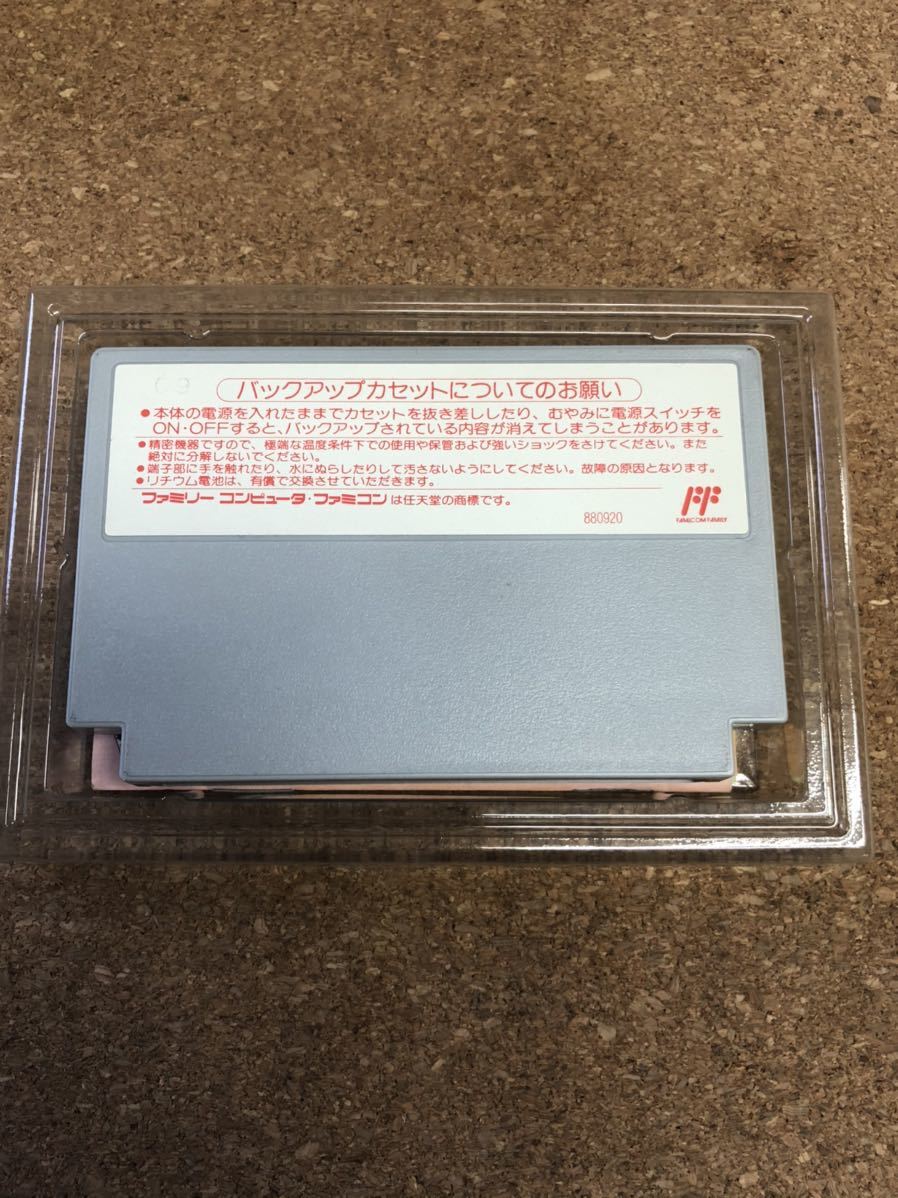 バックアップカセットについてのお願い
●本体の電源を入れたままでカセットを抜き差ししたり、むやみに電源スイッチを
ON・OFFすると、バックアップされている内容が消えてしまうことがあります。
●精密機器ですので、極端な温度条件下での使用や保管および強いショックをさけてください。また
絶対に分解しないでください。
●端子部に手を触れたり、水にぬらしたりして汚さないようにしてください。故障の原因となります。
●リチウム電池は、有償で交換させていただきます。
ファミリー コンピュータ・ファミコンは任天堂の商標です。
880920
FAMICOM FAMILY